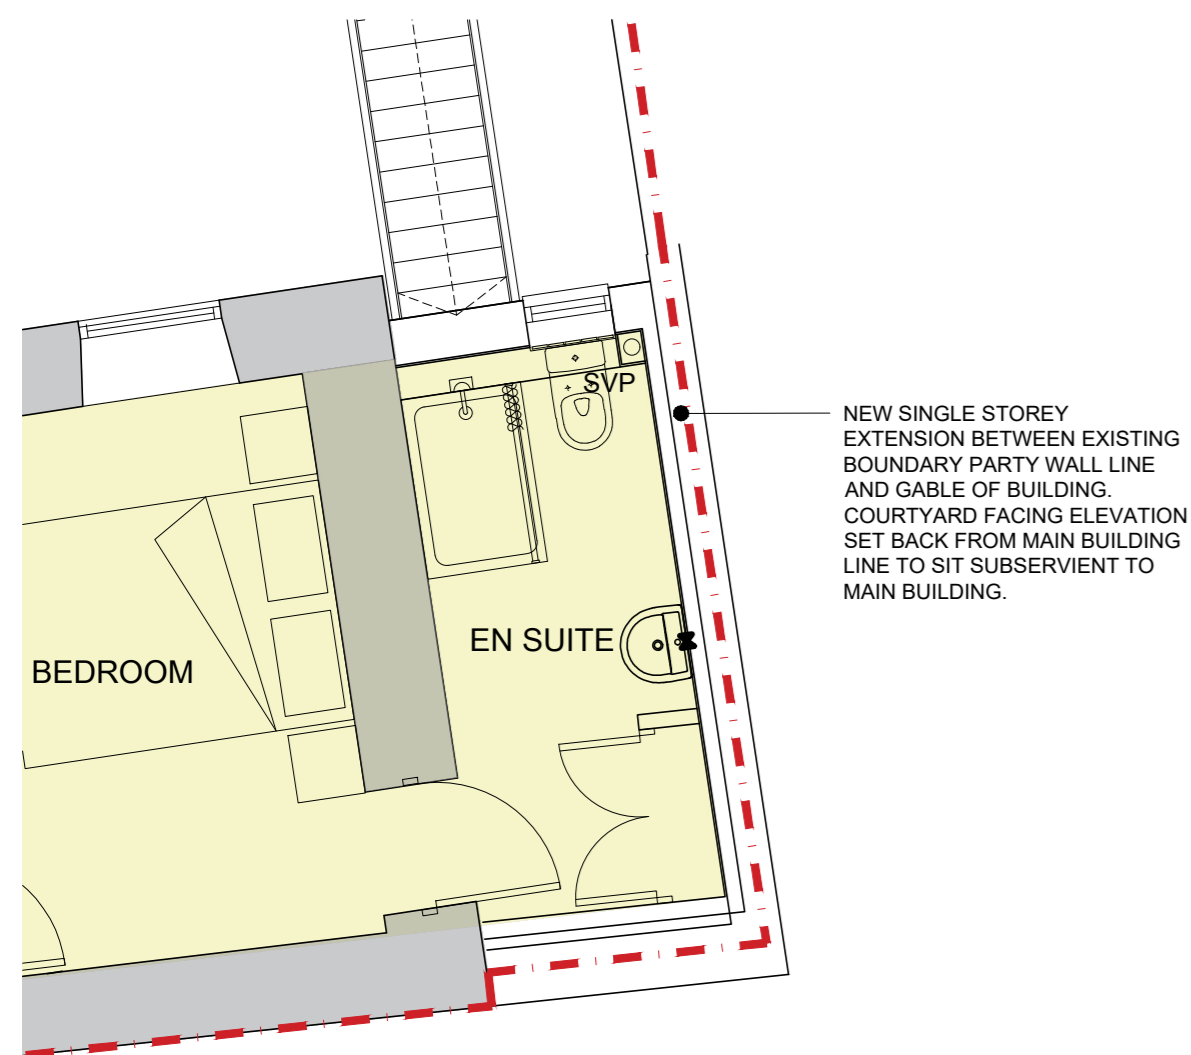 SVP
NEW SINGLE STOREY
EXTENSION BETWEEN EXISTING
BOUNDARY PARTY WALL LINE
AND GABLE OF BUILDING.
COURTYARD FACING ELEVATION
SET BACK FROM MAIN BUILDING
LINE TO SIT SUBSERVIENT TO
MAIN BUILDING.
EN SUITE
BEDROOM